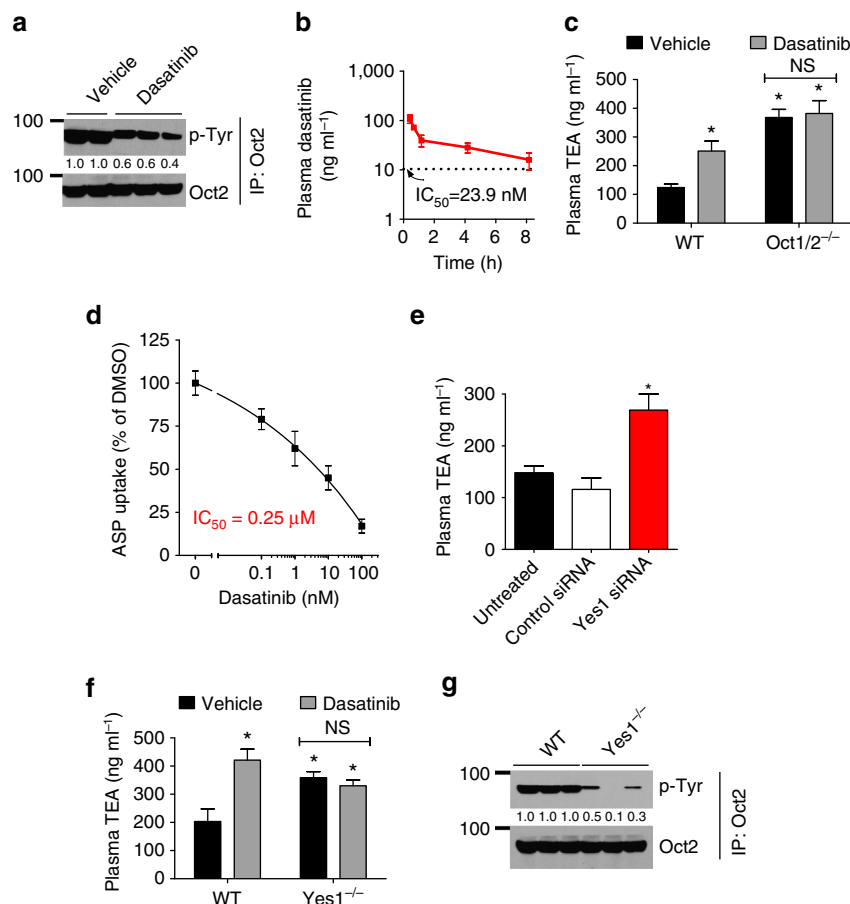 a
Vehicle
Dasatinib
100
p-Tyr
1.0 1.0 0.6 0.6 0.4
100
Oct2
IP: Oct2
b
Plasma dasatinib
(ng ml⁻¹)
1,000
100
10
1
IC₅₀=23.9 nM
0 2 4 6 8
Time (h)
c
Vehicle
Dasatinib
Plasma TEA (ng ml⁻¹)
500
400
300
200
100
0
*
NS
* *
WT
Oct1/2⁻/⁻
d
ASP uptake (% of DMSO)
125
100
75
50
25
0
IC₅₀ = 0.25 μM
0 0.1 1 10 100
Dasatinib (nM)
e
Plasma TEA (ng ml⁻¹)
300
200
100
0
*
Untreated
Control siRNA
Yes1 siRNA
f
Vehicle
Dasatinib
Plasma TEA (ng ml⁻¹)
500
400
300
200
100
0
*
NS
* *
WT
Yes1⁻/⁻
g
WT
Yes1⁻/⁻
100
p-Tyr
1.0 1.0 1.0 0.5 0.1 0.3
100
Oct2
IP: Oct2